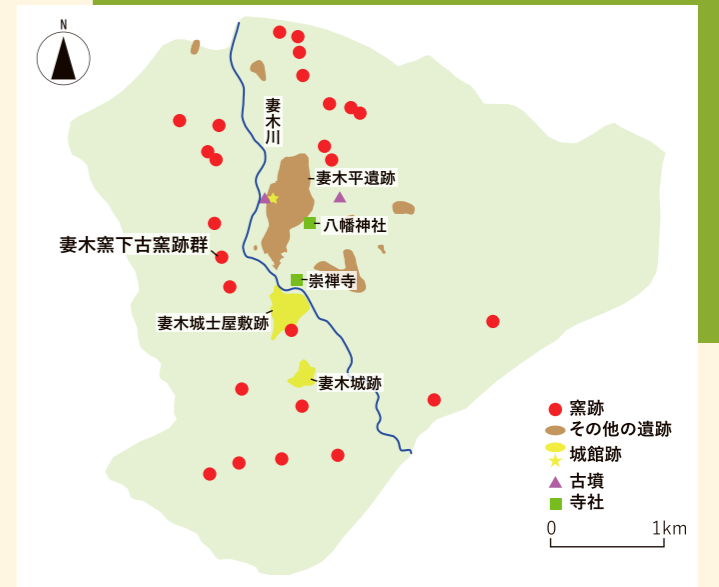 N
妻木川
妻木平遺跡
八幡神社
妻木窯下古窯跡群
崇禅寺
妻木城士屋敷跡
妻木城跡
窯跡
その他の遺跡
城館跡
古墳
寺社
0 1km